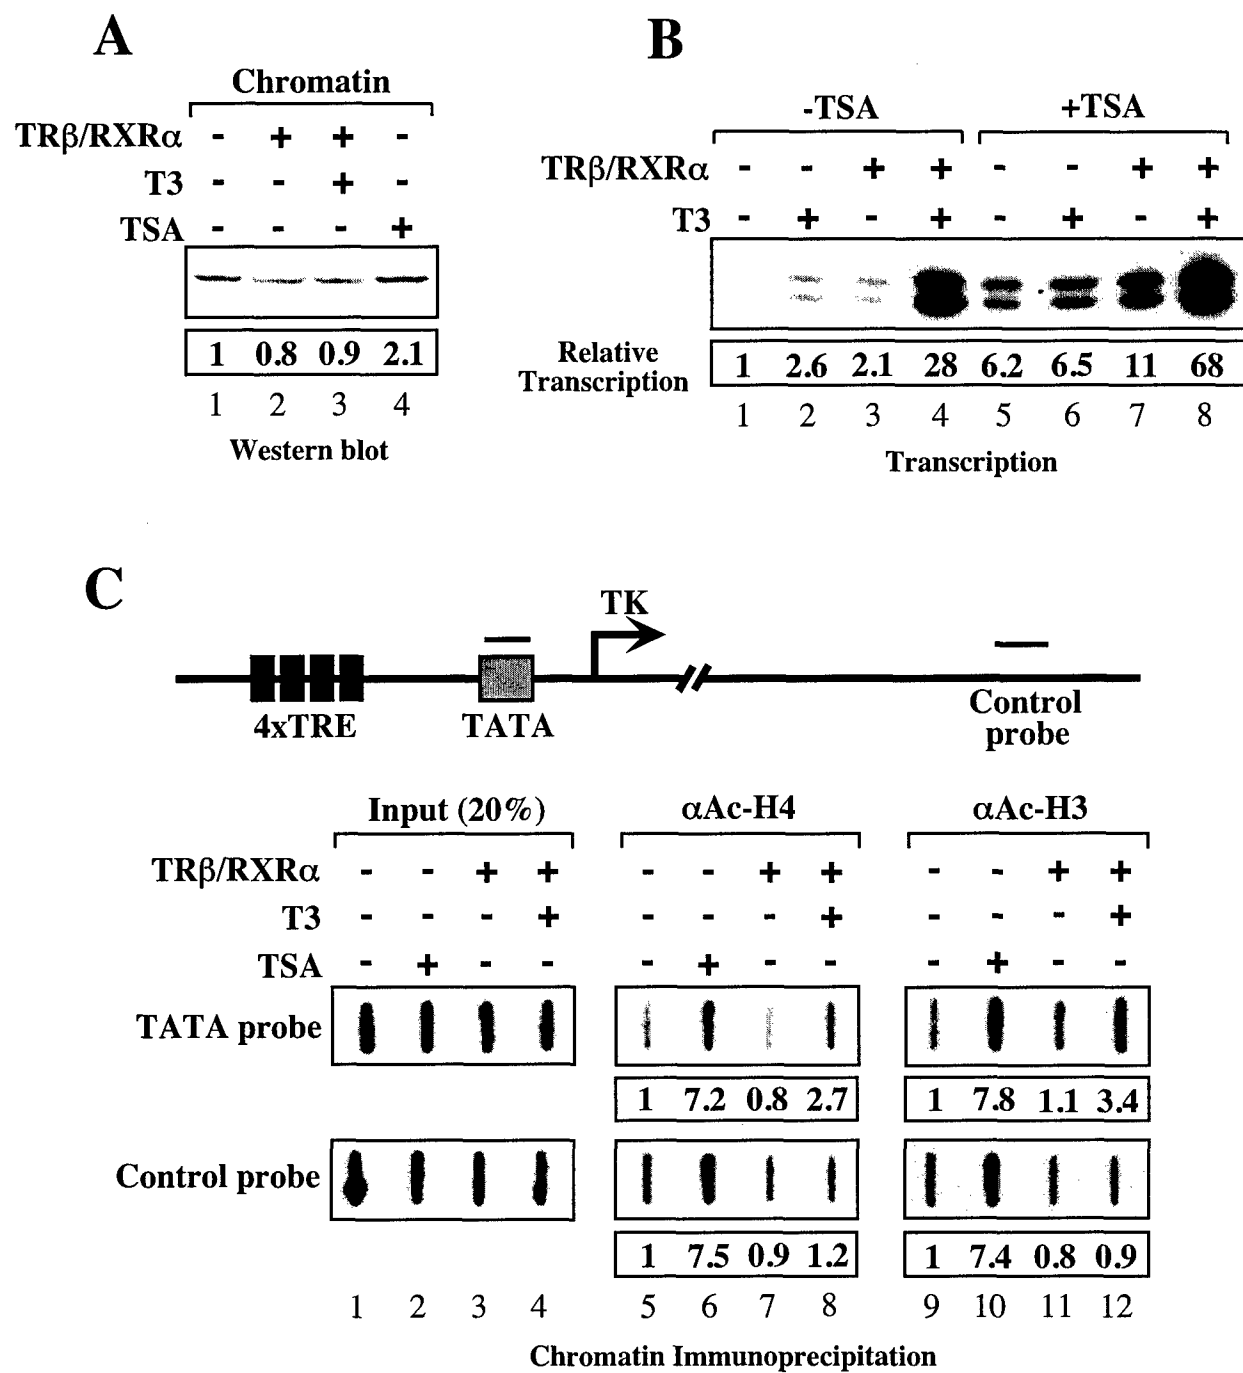 A
Chromatin
TRβ/RXRα - + + -
T3 - - + -
TSA - - - +
1 0.8 0.9 2.1
1 2 3 4
Western blot
B
-TSA +TSA
TRβ/RXRα - - + + - - + +
T3 - + - + - + - +
Relative
Transcription
1 2.6 2.1 28 6.2 6.5 11 68
1 2 3 4 5 6 7 8
Transcription
C
TK
4xTRE TATA
Control
probe
Input (20%) αAc-H4 αAc-H3
TRβ/RXRα - - + + - - + + - - + +
T3 - - - + - - - + - - - +
TSA - + - - - + - - - + - -
TATA probe
1 7.2 0.8 2.7 1 7.8 1.1 3.4
Control probe
1 7.5 0.9 1.2 1 7.4 0.8 0.9
1 2 3 4 5 6 7 8 9 10 11 12
Chromatin Immunoprecipitation